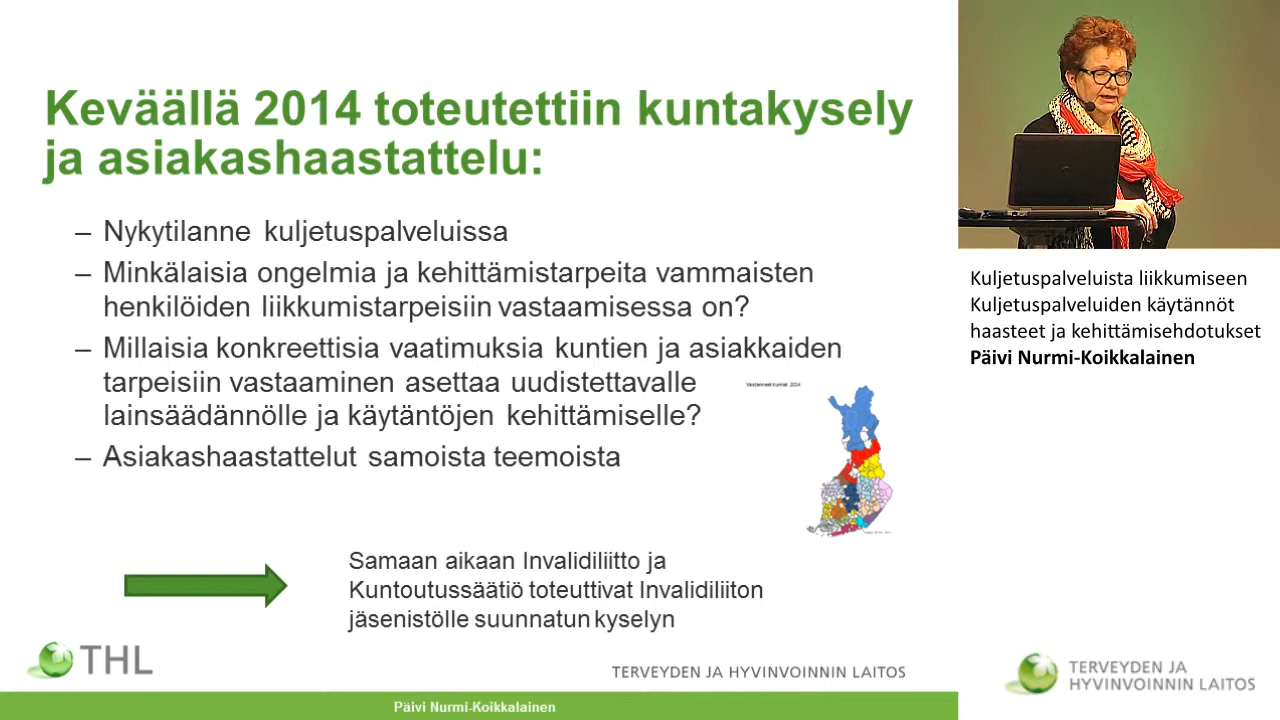 Keväällä 2014 toteutettiin kuntakysely
ja asiakashaastattelu:
– Nykytilanne kuljetuspalveluissa
– Minkälaisia ongelmia ja kehittämistarpeita vammaisten
henkilöiden liikkumistarpeisiin vastaamisessa on?
– Millaisia konkreettisia vaatimuksia kuntien ja asiakkaiden
tarpeisiin vastaaminen asettaa uudistettavalle
lainsäädännölle ja käytäntöjen kehittämiselle?
– Asiakashaastattelut samoista teemoista
Vastanneet kunnat 2014
Samaan aikaan Invalidiliitto ja
Kuntoutussäätiö toteuttivat Invalidiliiton
jäsenistölle suunnatun kyselyn
THL
TERVEYDEN JA HYVINVOINNIN LAITOS
Päivi Nurmi-Koikkalainen
Kuljetuspalveluista liikkumiseen
Kuljetuspalveluiden käytännöt
haasteet ja kehittämisehdotukset
Päivi Nurmi-Koikkalainen
TERVEYDEN JA
HYVINVOINNIN LAITOS